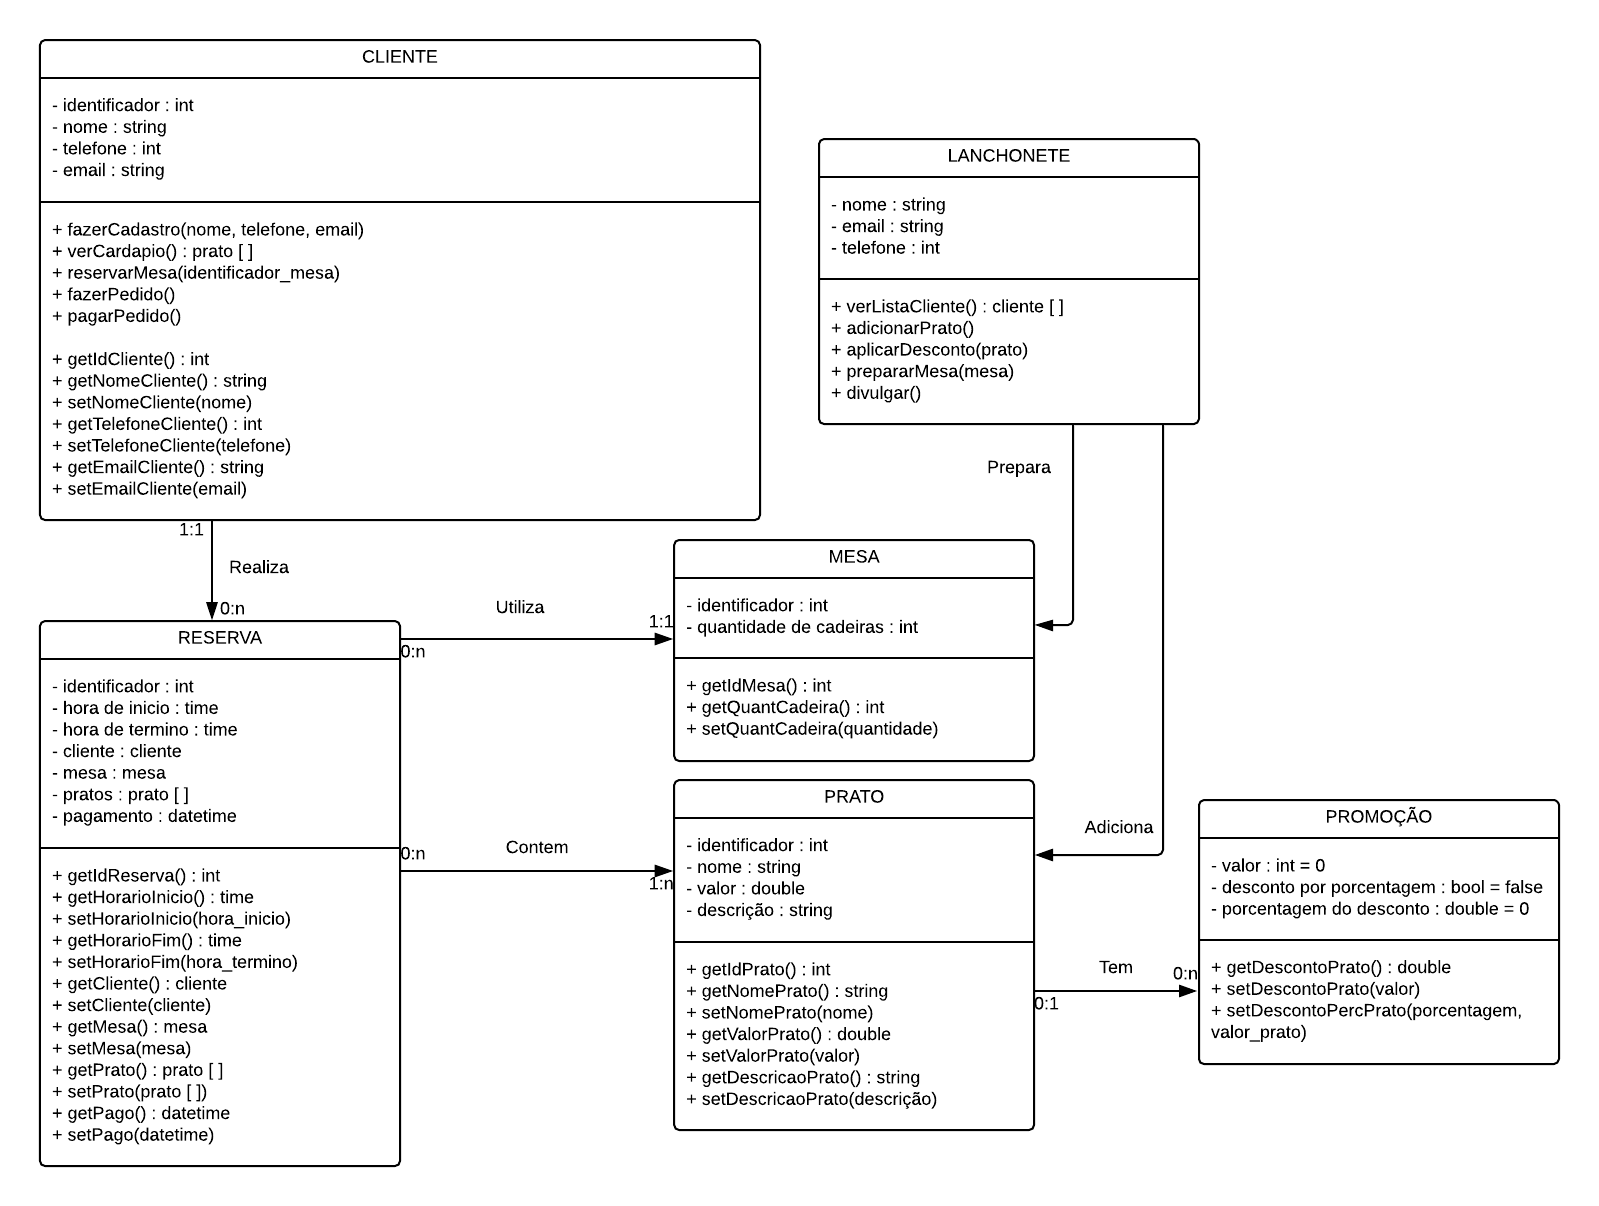 CLIENTE
- identificador : int
- nome : string
- telefone : int
- email : string
+ fazerCadastro(nome, telefone, email)
+ verCardapio() : prato [ ]
+ reservarMesa(identificador_mesa)
+ fazerPedido()
+ pagarPedido()
+ getIdCliente() : int
+ getNomeCliente() : string
+ setNomeCliente(nome)
+ getTelefoneCliente() : int
+ setTelefoneCliente(telefone)
+ getEmailCliente() : string
+ setEmailCliente(email)
LANCHONETE
- nome : string
- email : string
- telefone : int
+ verListaCliente() : cliente [ ]
+ adicionarPrato()
+ aplicarDesconto(prato)
+ prepararMesa(mesa)
+ divulgar()
Prepara
1:1
Realiza
0:n
Utiliza
1:1
0:n
MESA
- identificador : int
- quantidade de cadeiras : int
+ getIdMesa() : int
+ getQuantCadeira() : int
+ setQuantCadeira(quantidade)
RESERVA
- identificador : int
- hora de inicio : time
- hora de termino : time
- cliente : cliente
- mesa : mesa
- pratos : prato [ ]
- pagamento : datetime
+ getIdReserva() : int
+ getHorarioInicio() : time
+ setHorarioInicio(hora_inicio)
+ getHorarioFim() : time
+ setHorarioFim(hora_termino)
+ getCliente() : cliente
+ setCliente(cliente)
+ getMesa() : mesa
+ setMesa(mesa)
+ getPrato() : prato [ ]
+ setPrato(prato [ ])
+ getPago() : datetime
+ setPago(datetime)
0:n
Contem
1:n
PRATO
- identificador : int
- nome : string
- valor : double
- descrição : string
+ getIdPrato() : int
+ getNomePrato() : string
+ setNomePrato(nome)
+ getValorPrato() : double
+ setValorPrato(valor)
+ getDescricaoPrato() : string
+ setDescricaoPrato(descrição)
Adiciona
Tem
0:n
0:1
PROMOÇÃO
- valor : int = 0
- desconto por porcentagem : bool = false
- porcentagem do desconto : double = 0
+ getDescontoPrato() : double
+ setDescontoPrato(valor)
+ setDescontoPercPrato(porcentagem,
valor_prato)